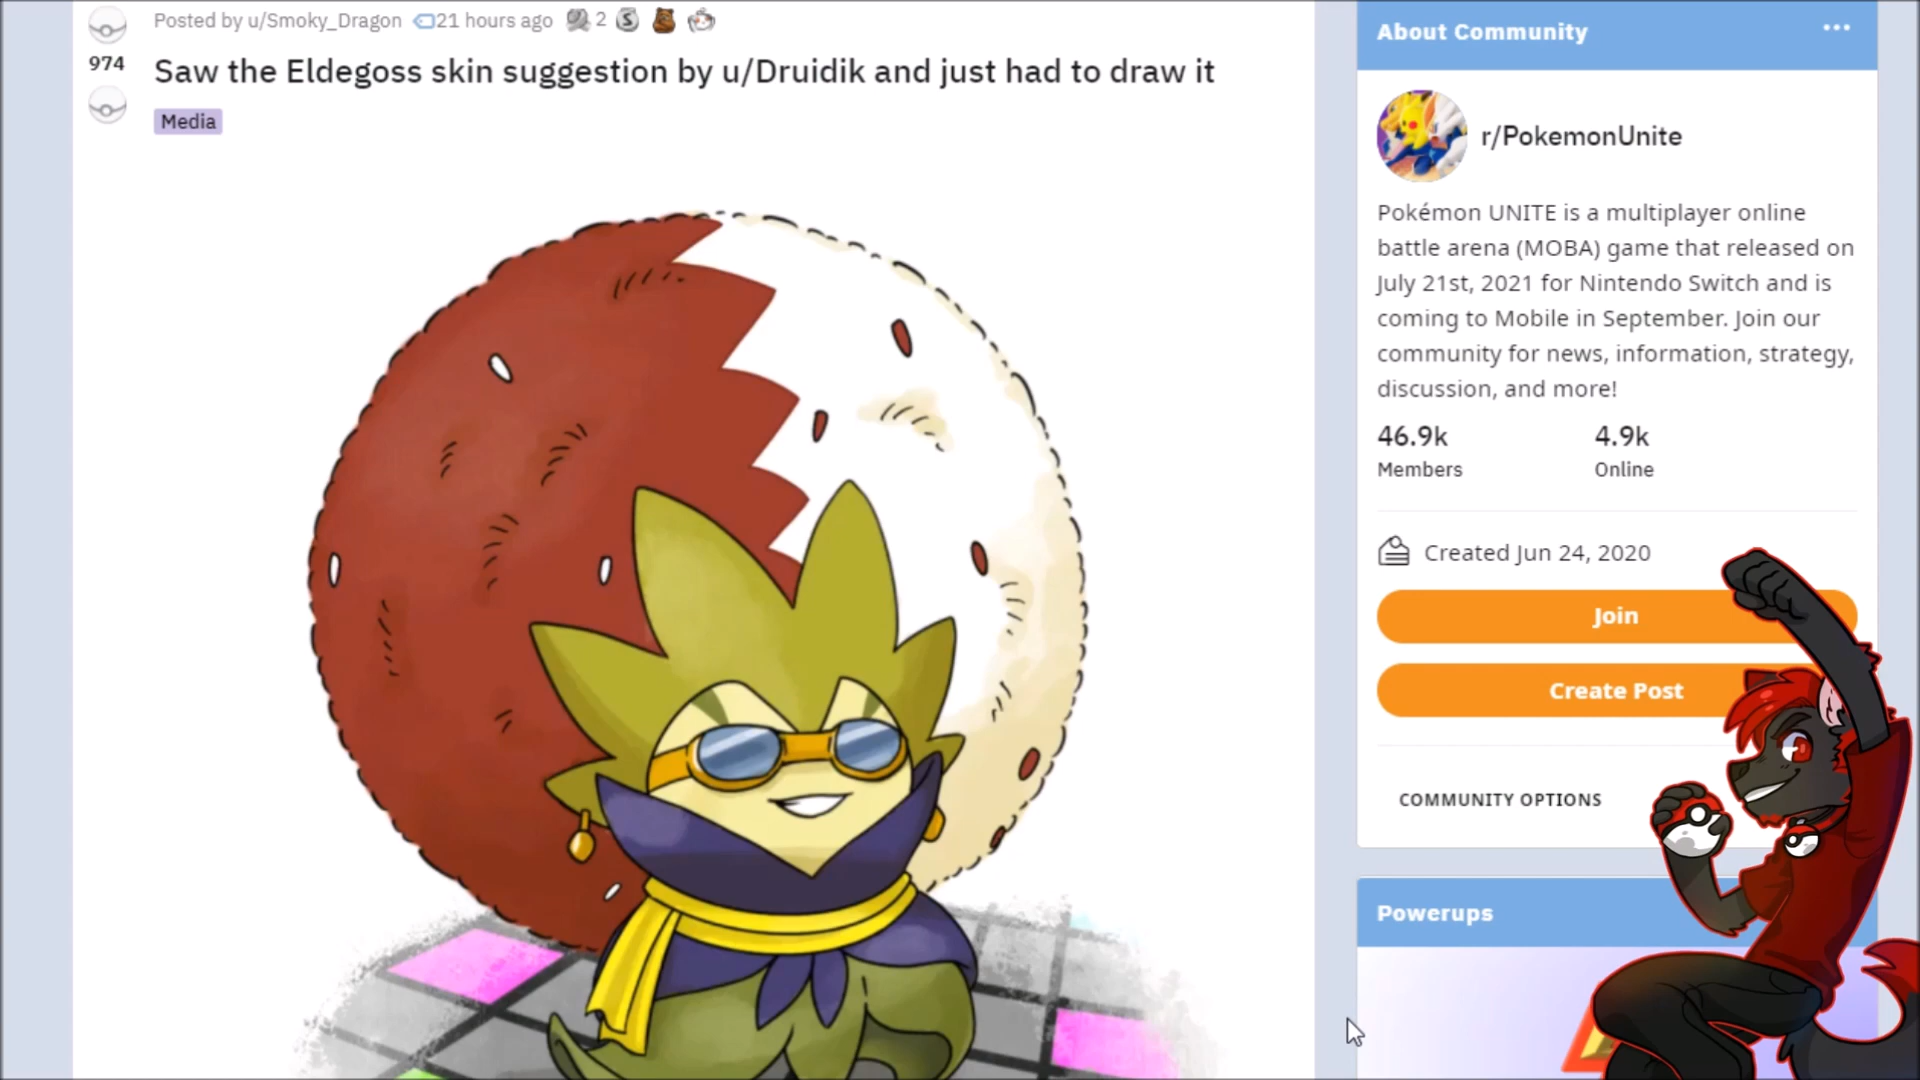 Posted by u/Smoky_Dragon 21 hours ago 2 S
974
Saw the Eldegoss skin suggestion by u/Druidik and just had to draw it
Media
About Community
r/PokemonUnite
Pokémon UNITE is a multiplayer online
battle arena (MOBA) game that released on
July 21st, 2021 for Nintendo Switch and is
coming to Mobile in September. Join our
community for news, information, strategy,
discussion, and more!
46.9k 4.9k
Members Online
Created Jun 24, 2020
Join
Create Post
COMMUNITY OPTIONS
Powerups